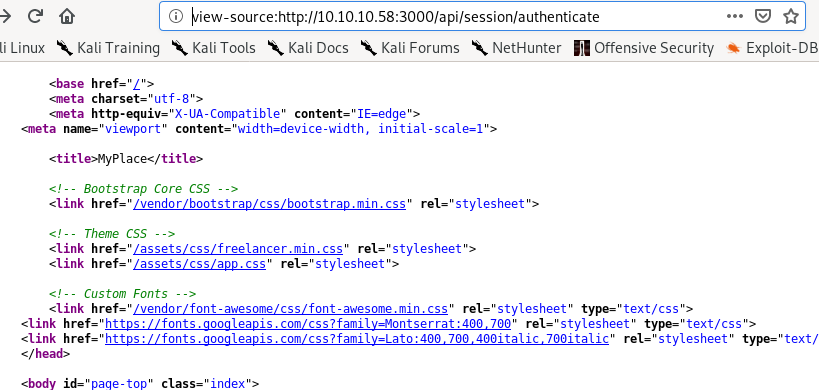 view-source:http://10.10.10.58:3000/api/session/authenticate
li Linux Kali Training Kali Tools Kali Docs Kali Forums NetHunter Offensive Security Exploit-DB
<base href="/">
<meta charset="utf-8">
<meta http-equiv="X-UA-Compatible" content="IE=edge">
<meta name="viewport" content="width=device-width, initial-scale=1">
<title>MyPlace</title>
<!-- Bootstrap Core CSS -->
<link href="/vendor/bootstrap/css/bootstrap.min.css" rel="stylesheet">
<!-- Theme CSS -->
<link href="/assets/css/freelancer.min.css" rel="stylesheet">
<link href="/assets/css/app.css" rel="stylesheet">
<!-- Custom Fonts -->
<link href="/vendor/font-awesome/css/font-awesome.min.css" rel="stylesheet" type="text/css">
<link href="https://fonts.googleapis.com/css?family=Montserrat:400,700" rel="stylesheet" type="text/css">
<link href="https://fonts.googleapis.com/css?family=Lato:400,700,400italic,700italic" rel="stylesheet" type="text/
</head>
<body id="page-top" class="index">